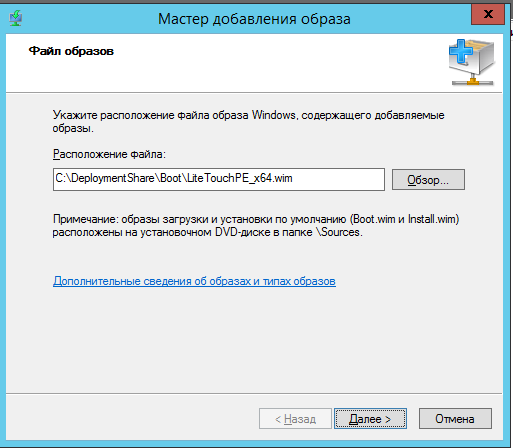 Мастер добавления образа
Файл образов
Укажите расположение файла образа Windows, содержащего добавляемые
образы.
Расположение файла:
C:\DeploymentShare\Boot\LiteTouchPE_x64.wim
Обзор...
Примечание: образы загрузки и установки по умолчанию (Boot.wim и Install.wim)
расположены на установочном DVD-диске в папке \Sources.
Дополнительные сведения об образах и типах образов
< Назад
Далее >
Отмена